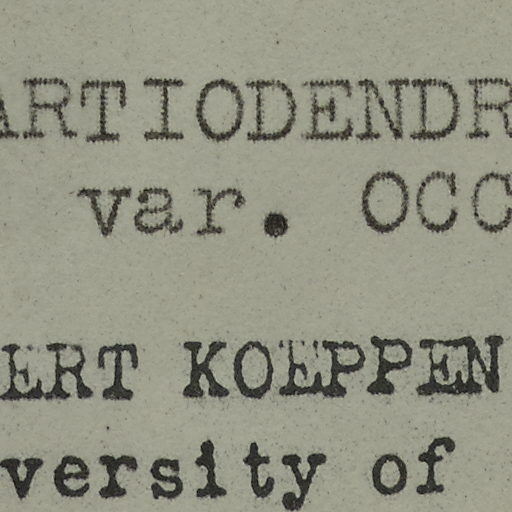 ARTIODENDR
var. OCC
ERT KOEPPEN
versity of